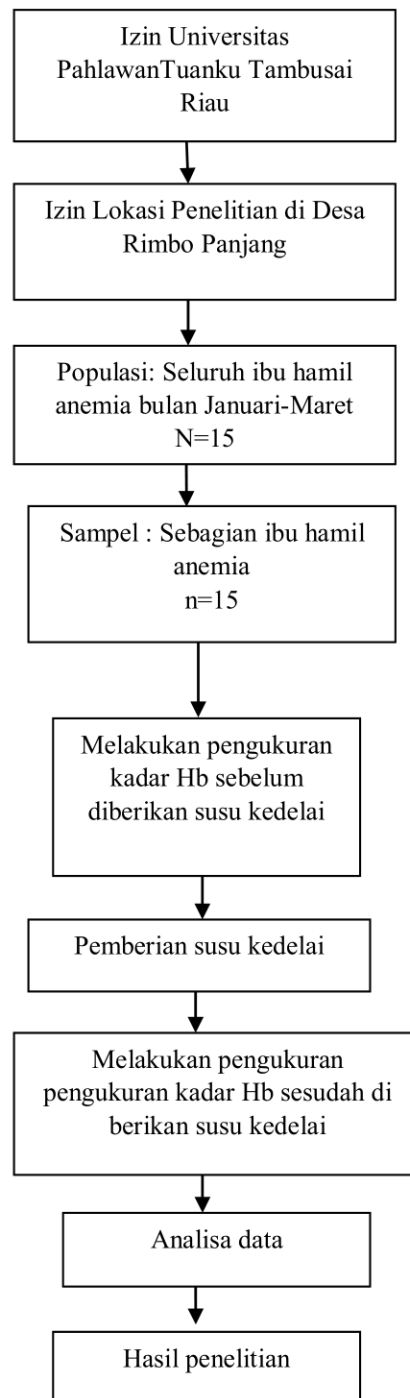 Izin Universitas
PahlawanTuanku Tambusai
Riau
Izin Lokasi Penelitian di Desa
Rimbo Panjang
Populasi: Seluruh ibu hamil
anemia bulan Januari-Maret
N=15
Sampel : Sebagian ibu hamil
anemia
n=15
Melakukan pengukuran
kadar Hb sebelum
diberikan susu kedelai
Pemberian susu kedelai
Melakukan pengukuran
pengukuran kadar Hb sesudah di
berikan susu kedelai
Analisa data
Hasil penelitian